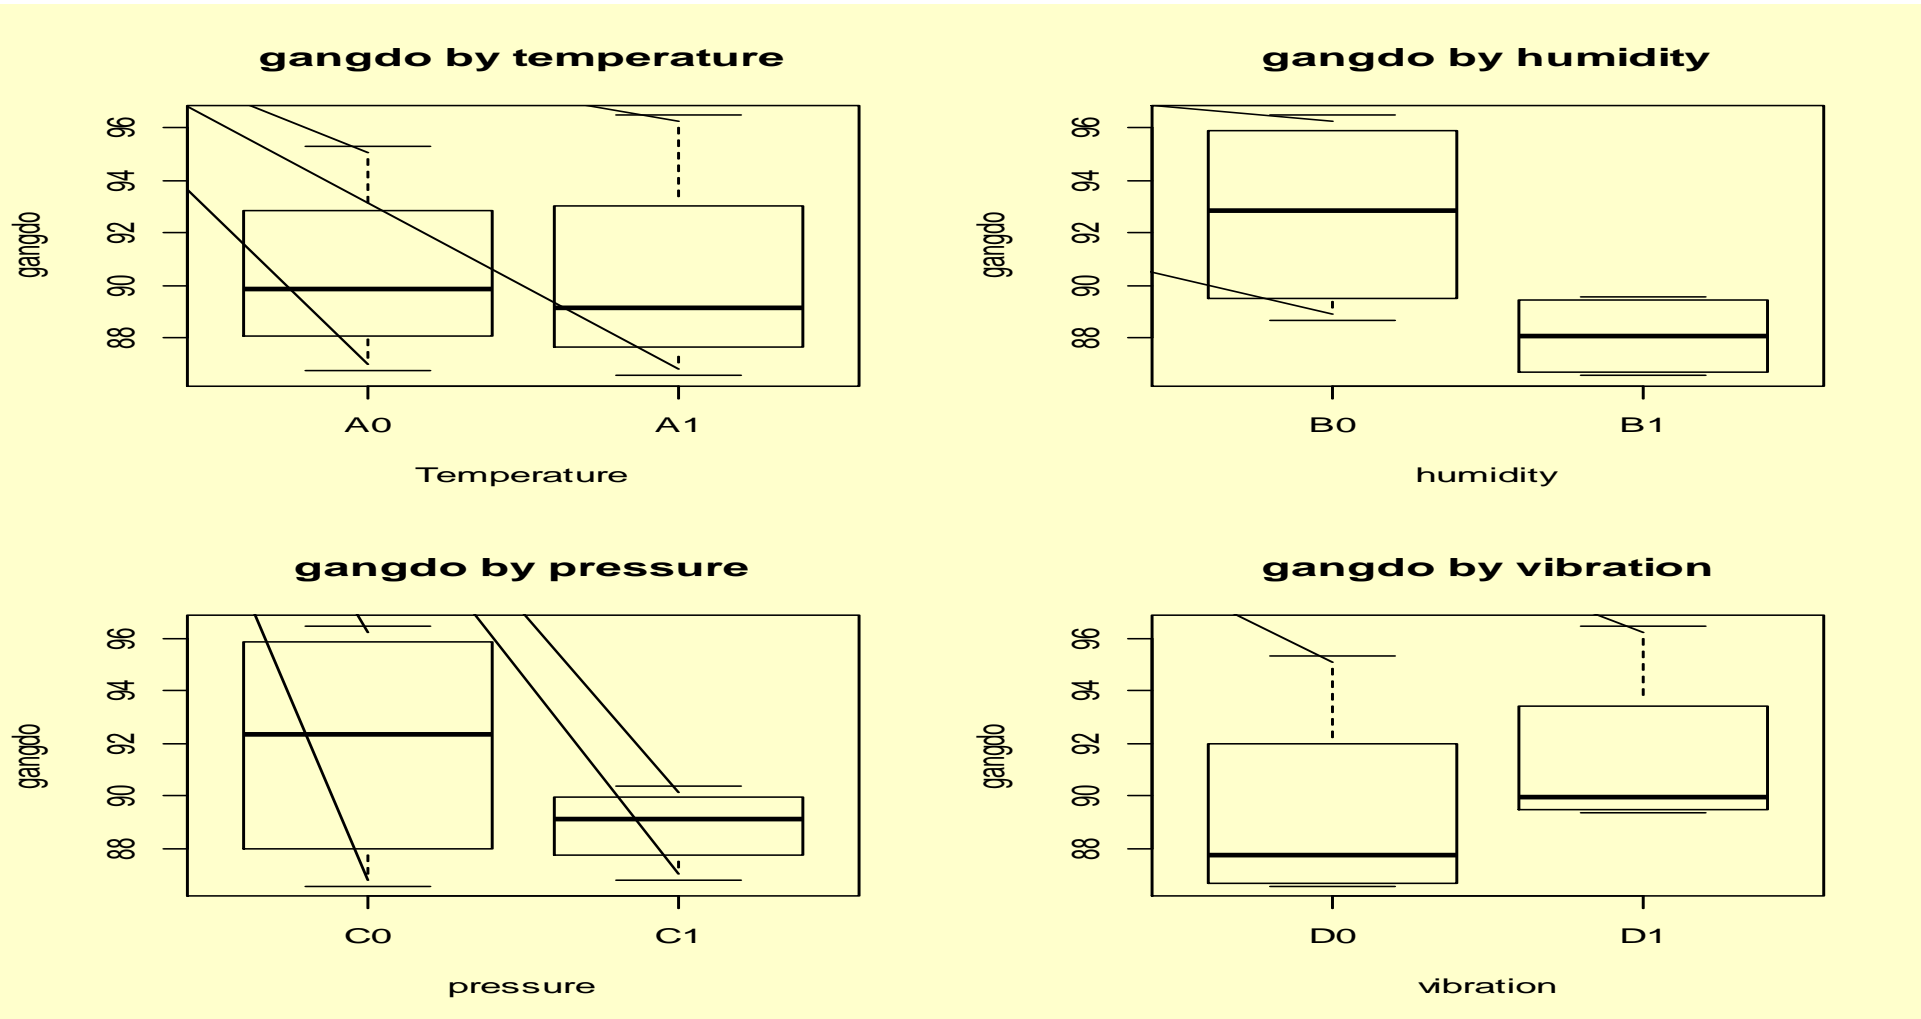 gangdo by temperature
96
94
92
90
88
gangdo
A0 A1
Temperature
gangdo by humidity
96
94
92
90
88
gangdo
B0 B1
humidity
gangdo by pressure
96
94
92
90
88
gangdo
C0 C1
pressure
gangdo by vibration
96
94
92
90
88
gangdo
D0 D1
vibration